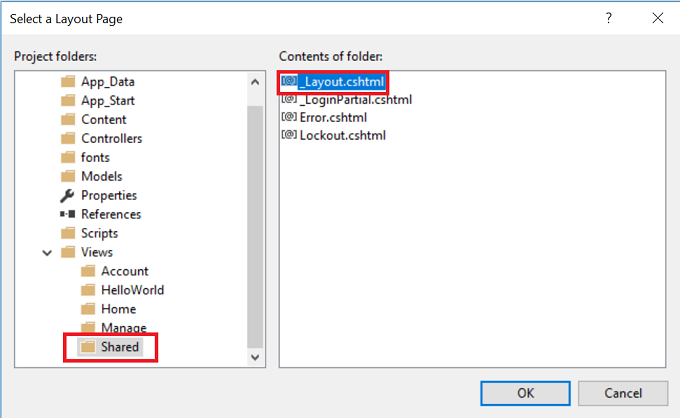 Select a Layout Page
?
Project folders:
App_Data
App_Start
Content
Controllers
fonts
Models
Properties
References
Scripts
Views
Account
HelloWorld
Home
Manage
Shared
Contents of folder:
[@] _Layout.cshtml
[@] _LoginPartial.cshtml
[@] Error.cshtml
[@] Lockout.cshtml
OK
Cancel